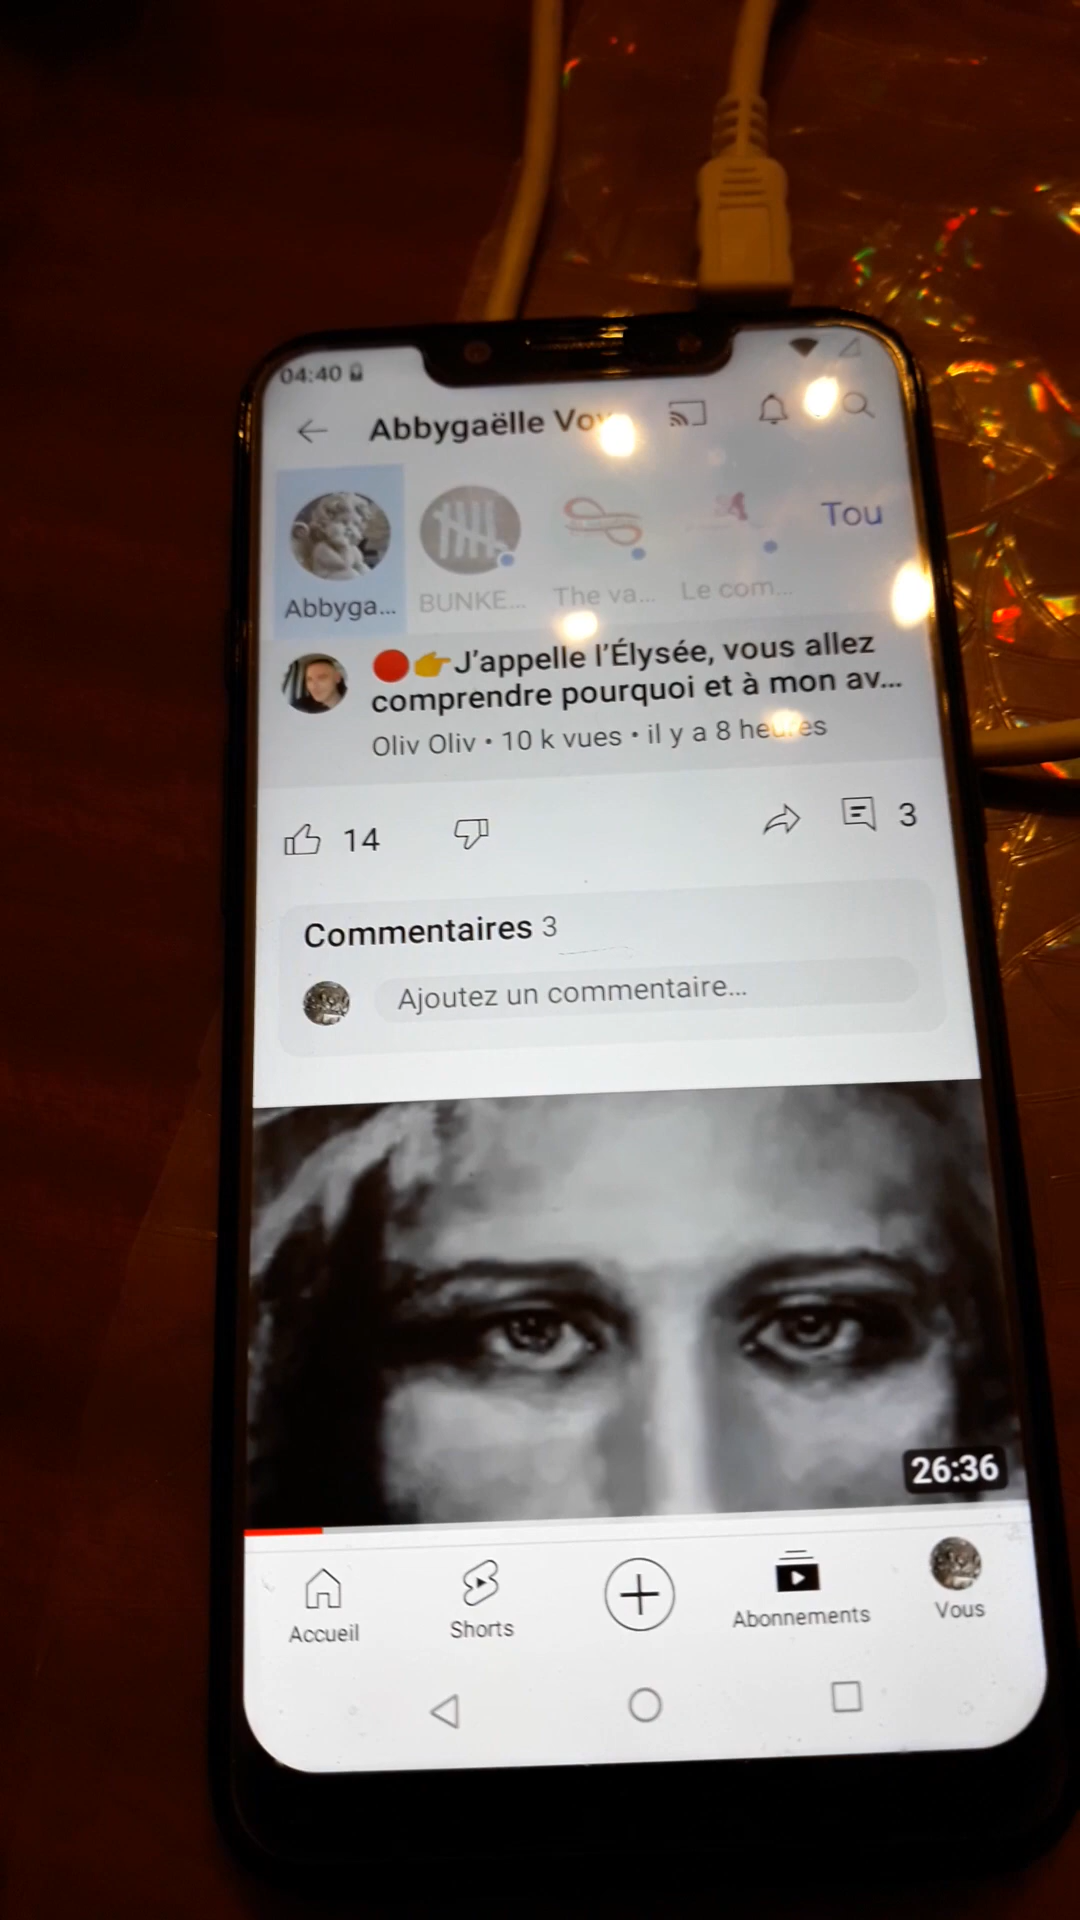 04:40
Abbygaëlle Vo
Tou
Abbyga...
BUNKE...
The va...
Le com...
J'appelle l'Élysée, vous allez
comprendre pourquoi et à mon av...
Oliv Oliv • 10 k vues • il y a 8 heures
14
3
Commentaires 3
Ajoutez un commentaire...
26:36
Accueil
Shorts
Abonnements
Vous